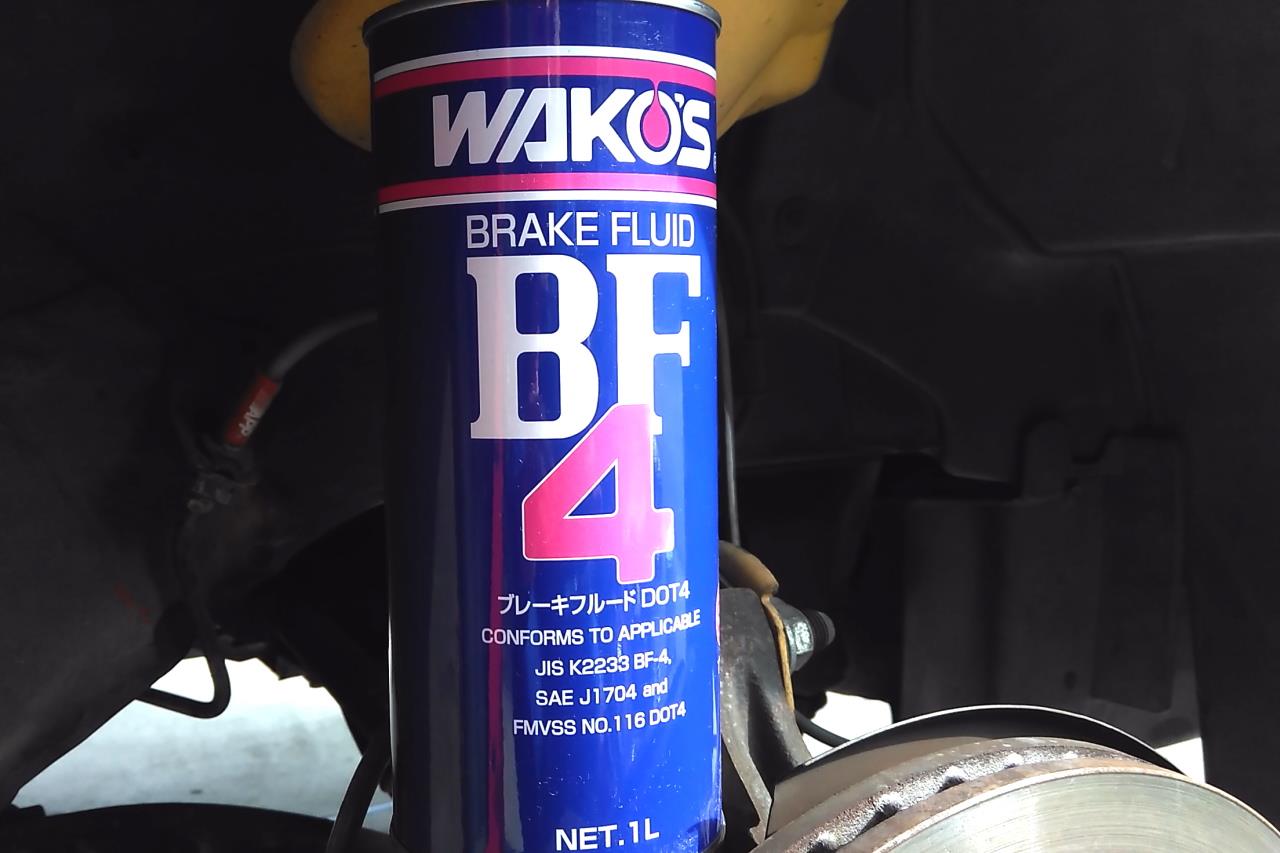 WAKO'S
BRAKE FLUID
BF
4
ブレーキフルード DOT4
CONFORMS TO APPLICABLE
JIS K2233 BF-4,
SAE J1704 and
FMVSS NO.116 DOT4
NET.1L
APP